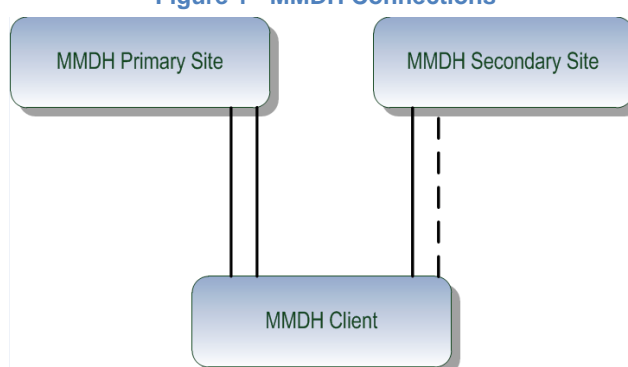 Figure 1 - MMDH Connections
MMDH Primary Site
MMDH Secondary Site
MMDH Client